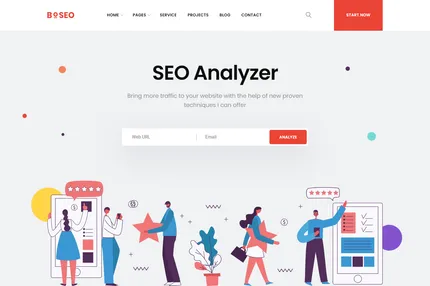 BOSEO
HOME PAGES SERVICE PROJECTS BLOG CONTACT
START NOW
SEO Analyzer
Bring more traffic to your website with the help of new proven
techniques I can offer
Web URL Email ANALYZE